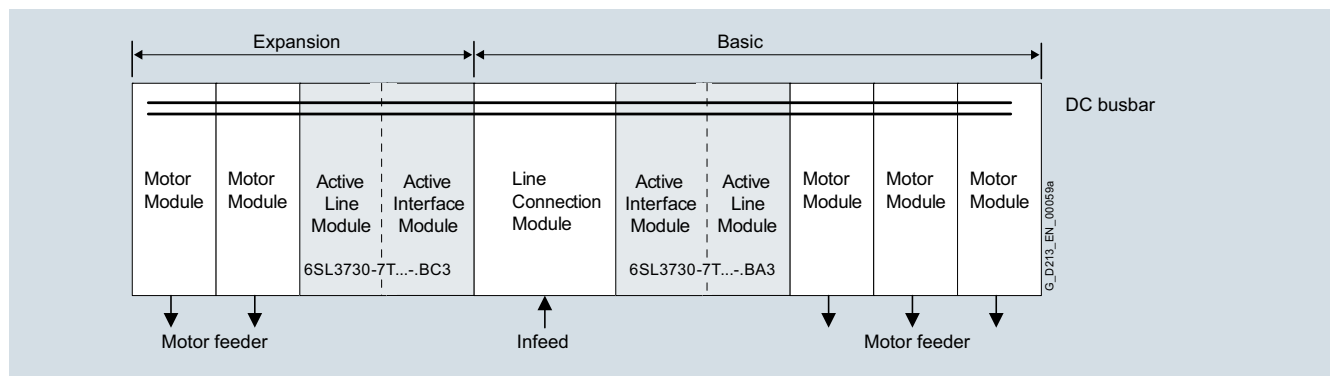 Expansion
Basic
DC busbar
Motor
Module
Motor
Module
Active
Line
Module
Active
Interface
Module
6SL3730-7T...-.BC3
Line
Connection
Module
Active
Interface
Module
Active
Line
Module
6SL3730-7T...-.BA3
Motor
Module
Motor
Module
Motor
Module
G_D213_EN_00059a
Motor feeder
Infeed
Motor feeder